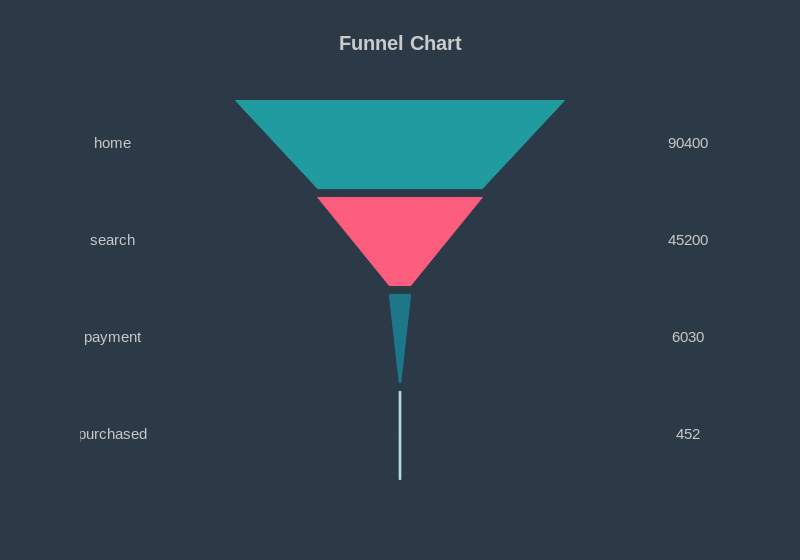 Funnel Chart
home 90400
search 45200
payment 6030
purchased 452